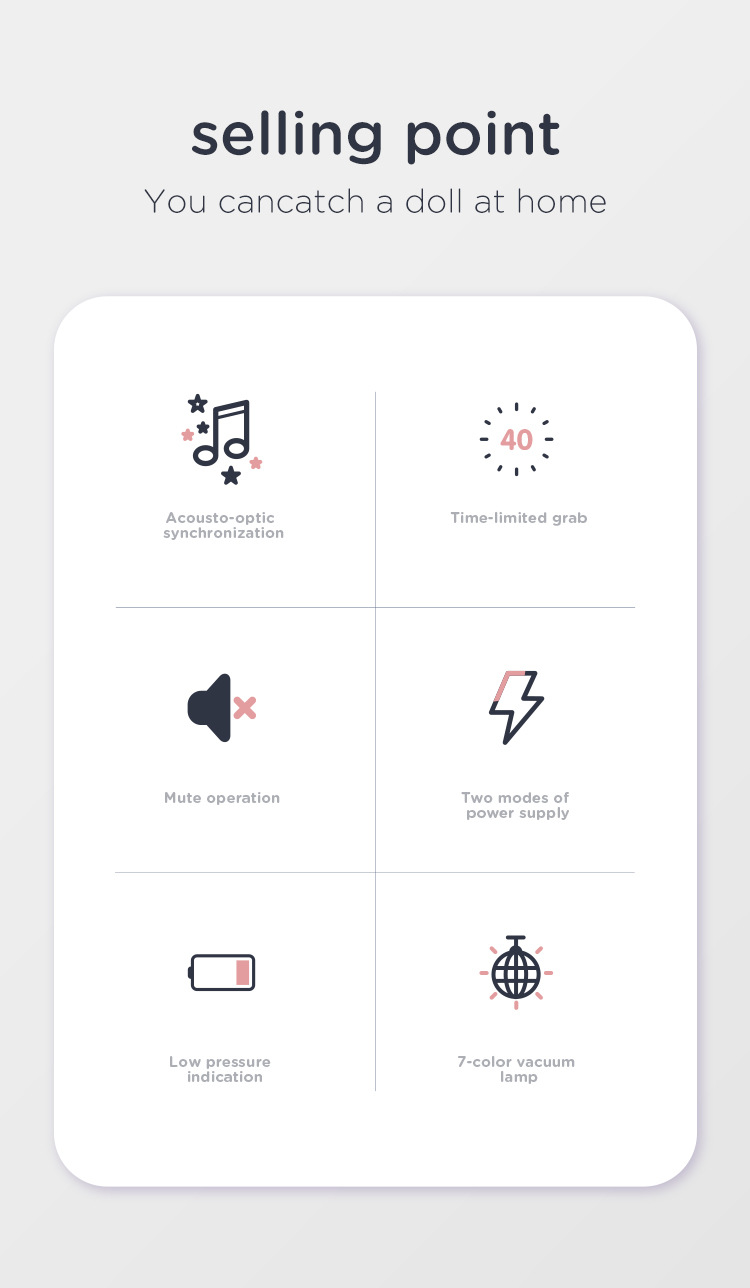 selling point
You cancatch a doll at home
Acousto-optic
synchronization
40
Time-limited grab
Mute operation
Two modes of
power supply
Low pressure
indication
7-color vacuum
lamp